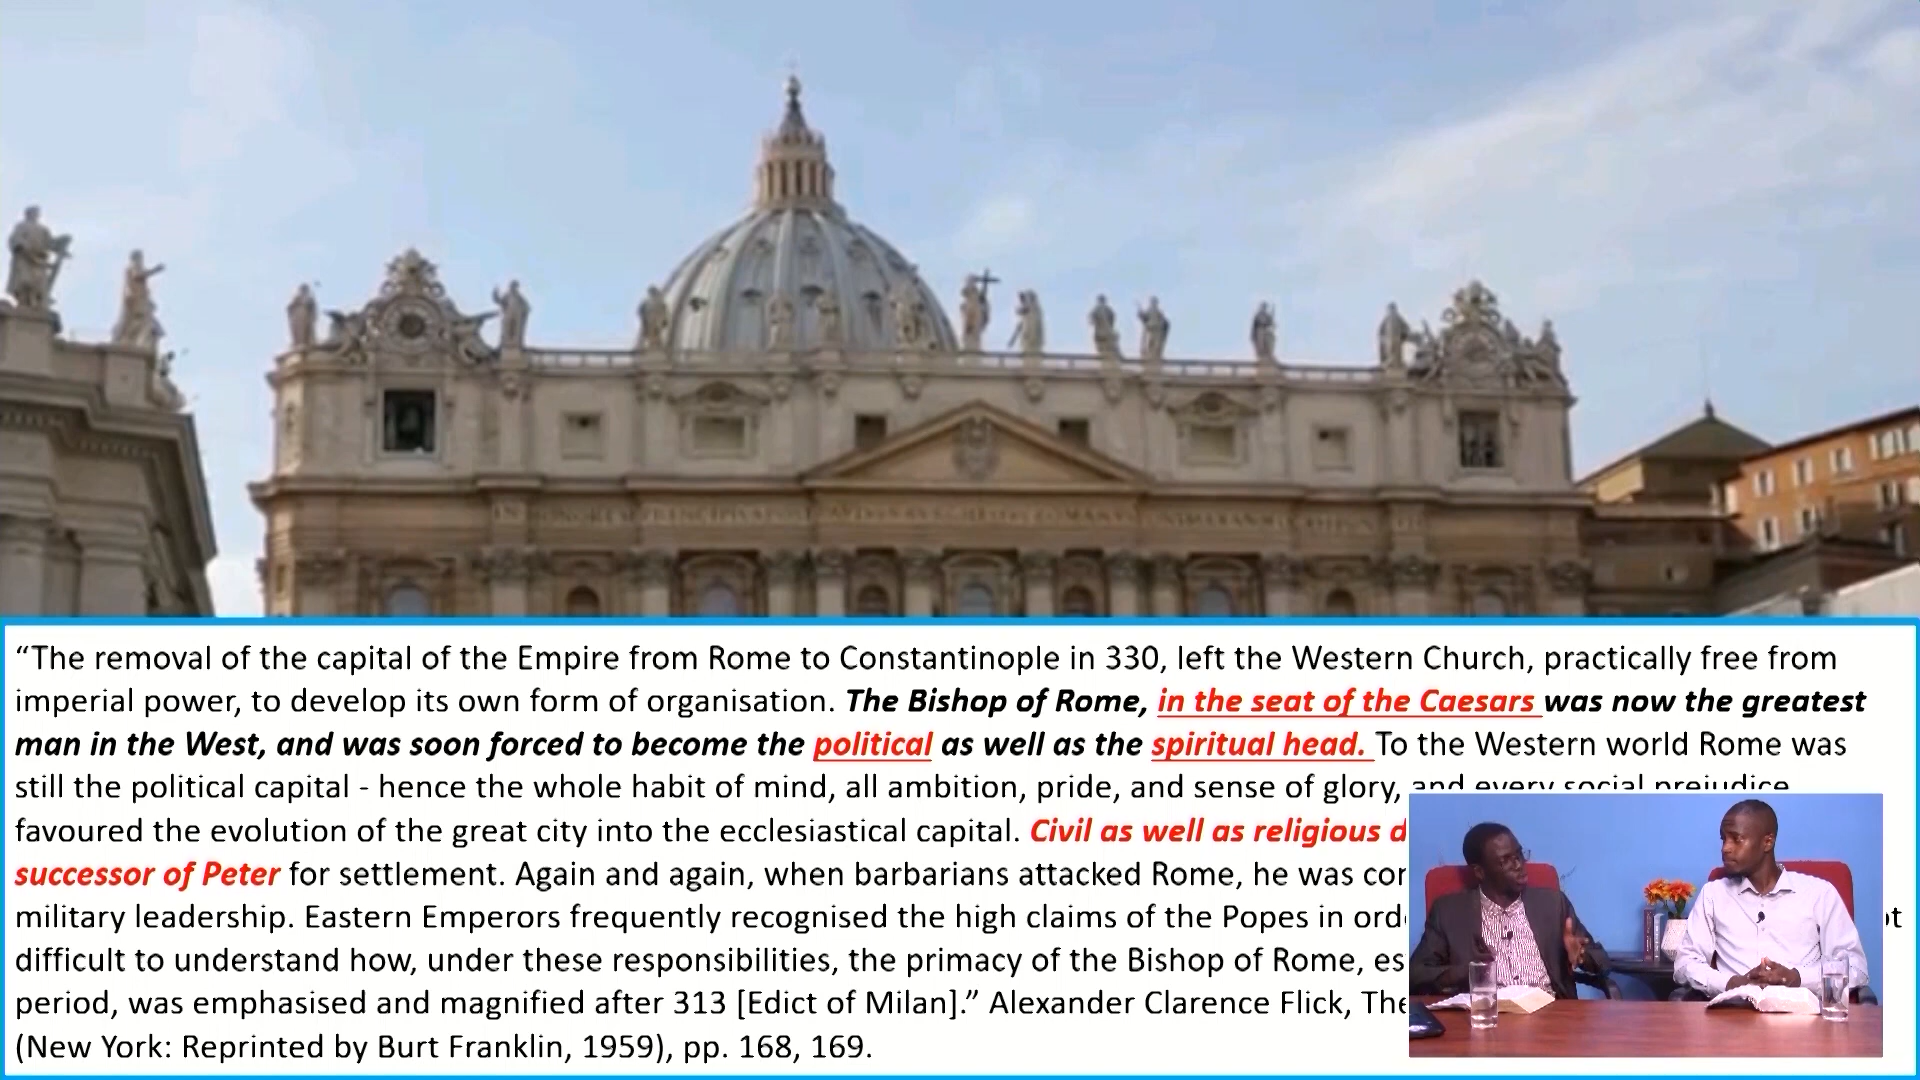 “The removal of the capital of the Empire from Rome to Constantinople in 330, left the Western Church, practically free from
imperial power, to develop its own form of organisation. The Bishop of Rome, in the seat of the Caesars was now the greatest
man in the West, and was soon forced to become the political as well as the spiritual head. To the Western world Rome was
still the political capital - hence the whole habit of mind, all ambition, pride, and sense of glory, and every social prejudice
favoured the evolution of the great city into the ecclesiastical capital. Civil as well as religious
successor of Peter for settlement. Again and again, when barbarians attacked Rome, he was
military leadership. Eastern Emperors frequently recognised the high claims of the Popes in
difficult to understand how, under these responsibilities, the primacy of the Bishop of Rome,
period, was emphasised and magnified after 313 [Edict of Milan].” Alexander Clarence Flick,
(New York: Reprinted by Burt Franklin, 1959), pp. 168, 169.